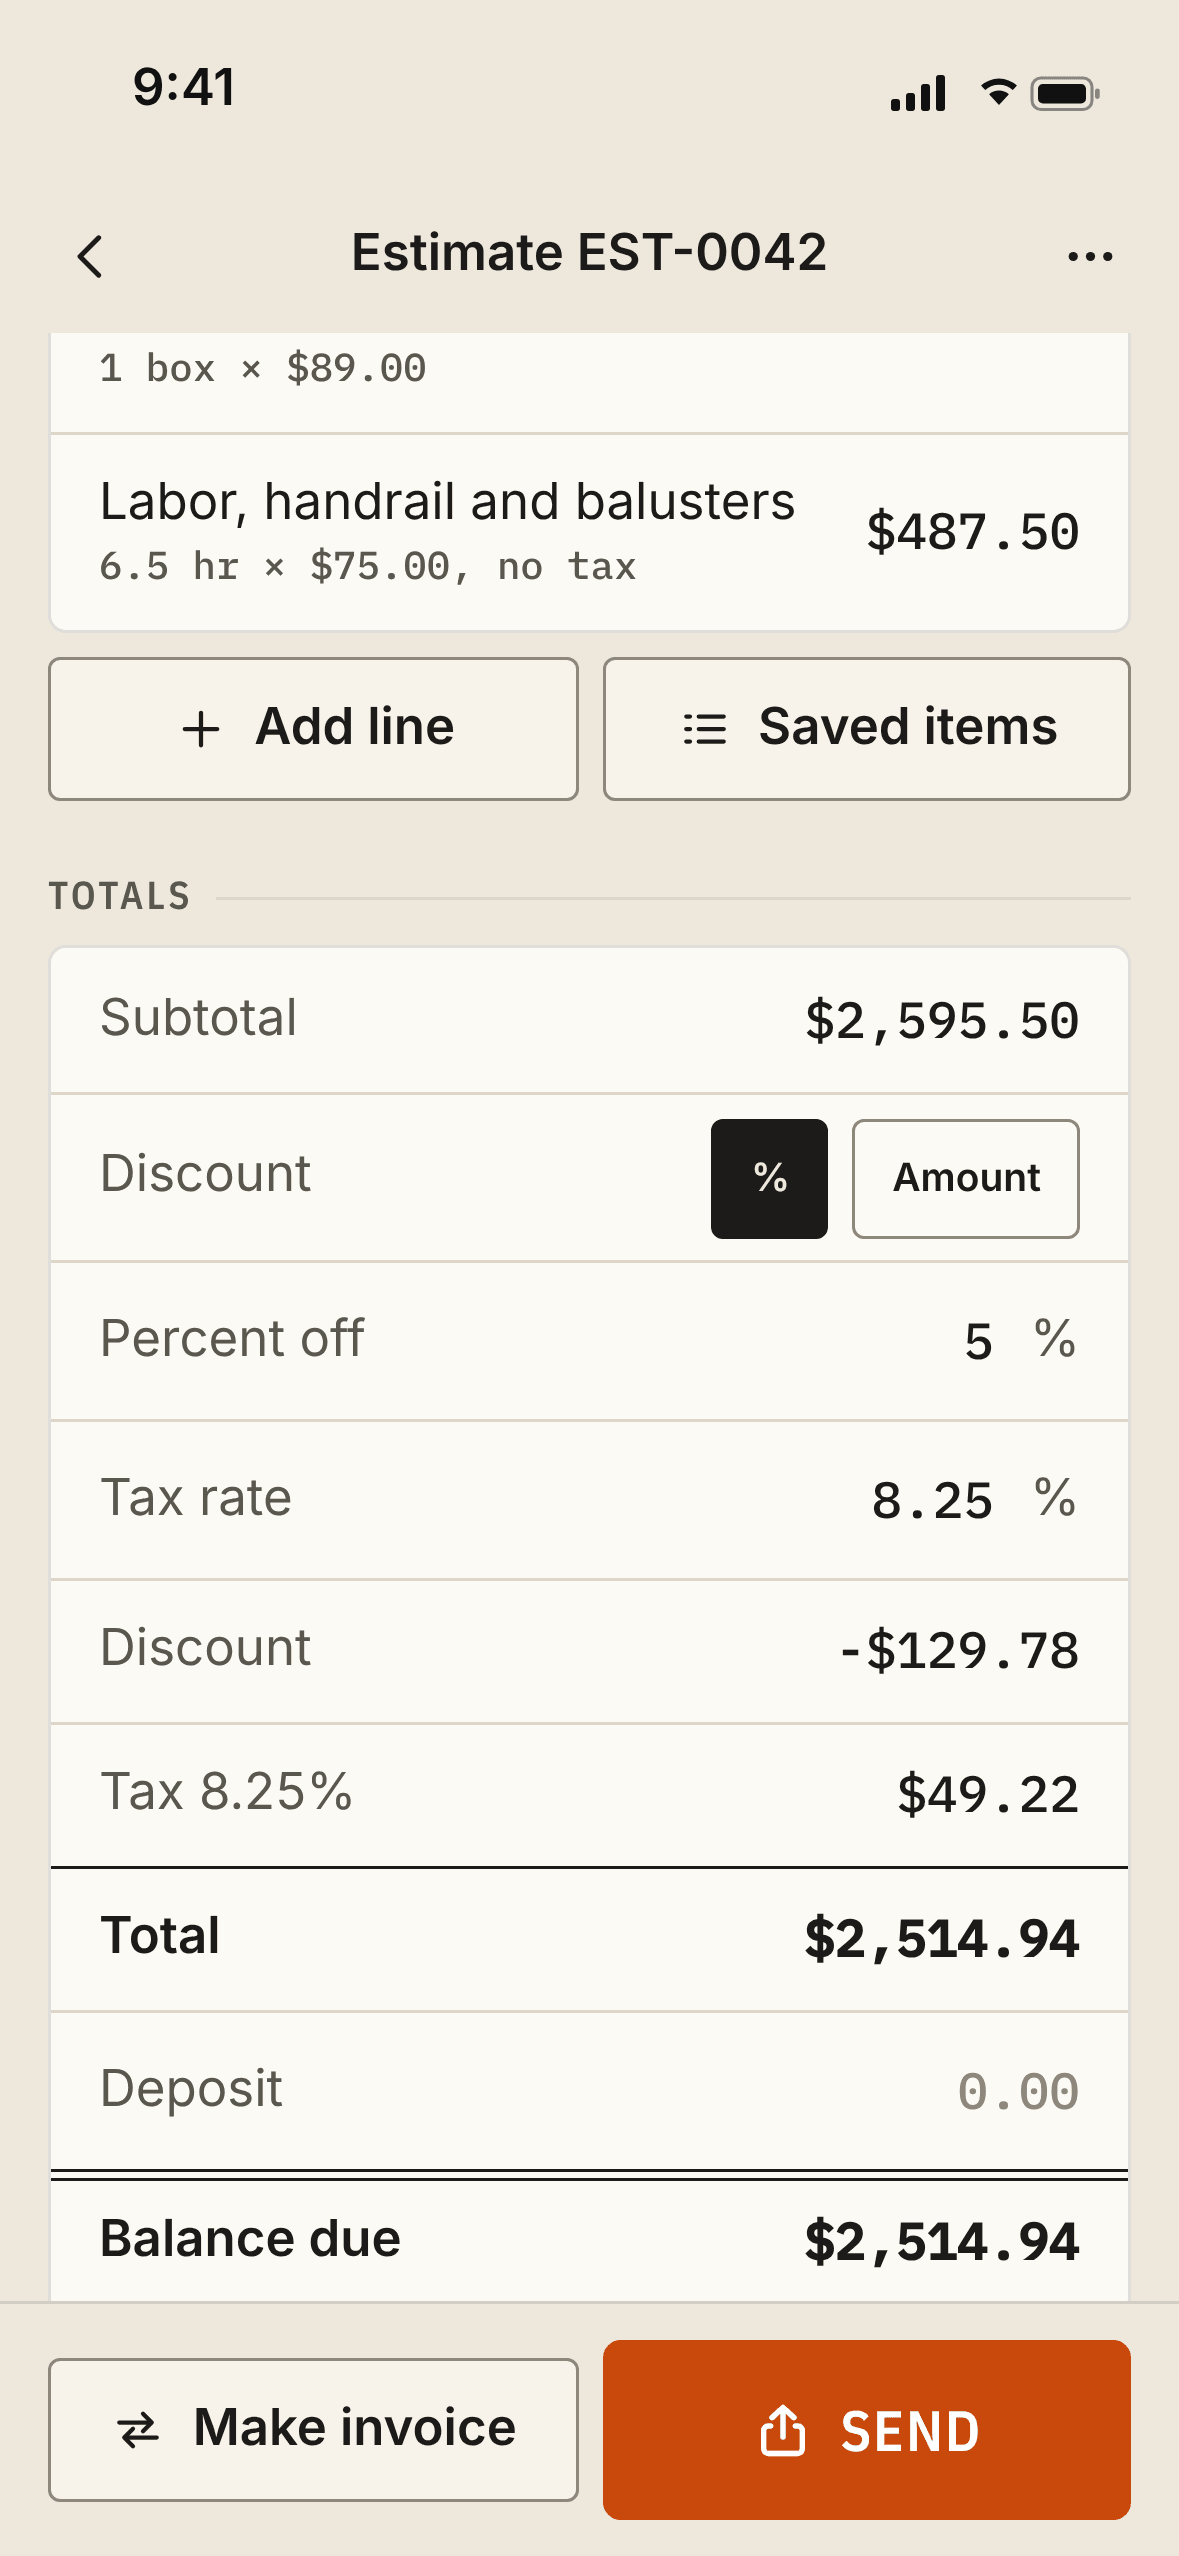 9:41
Estimate EST-0042
1 box × $89.00
Labor, handrail and balusters
$487.50
6.5 hr × $75.00, no tax
Add line
Saved items
TOTALS
Subtotal $2,595.50
Discount % Amount
Percent off 5 %
Tax rate 8.25 %
Discount -$129.78
Tax 8.25% $49.22
Total $2,514.94
Deposit 0.00
Balance due $2,514.94
Make invoice
SEND